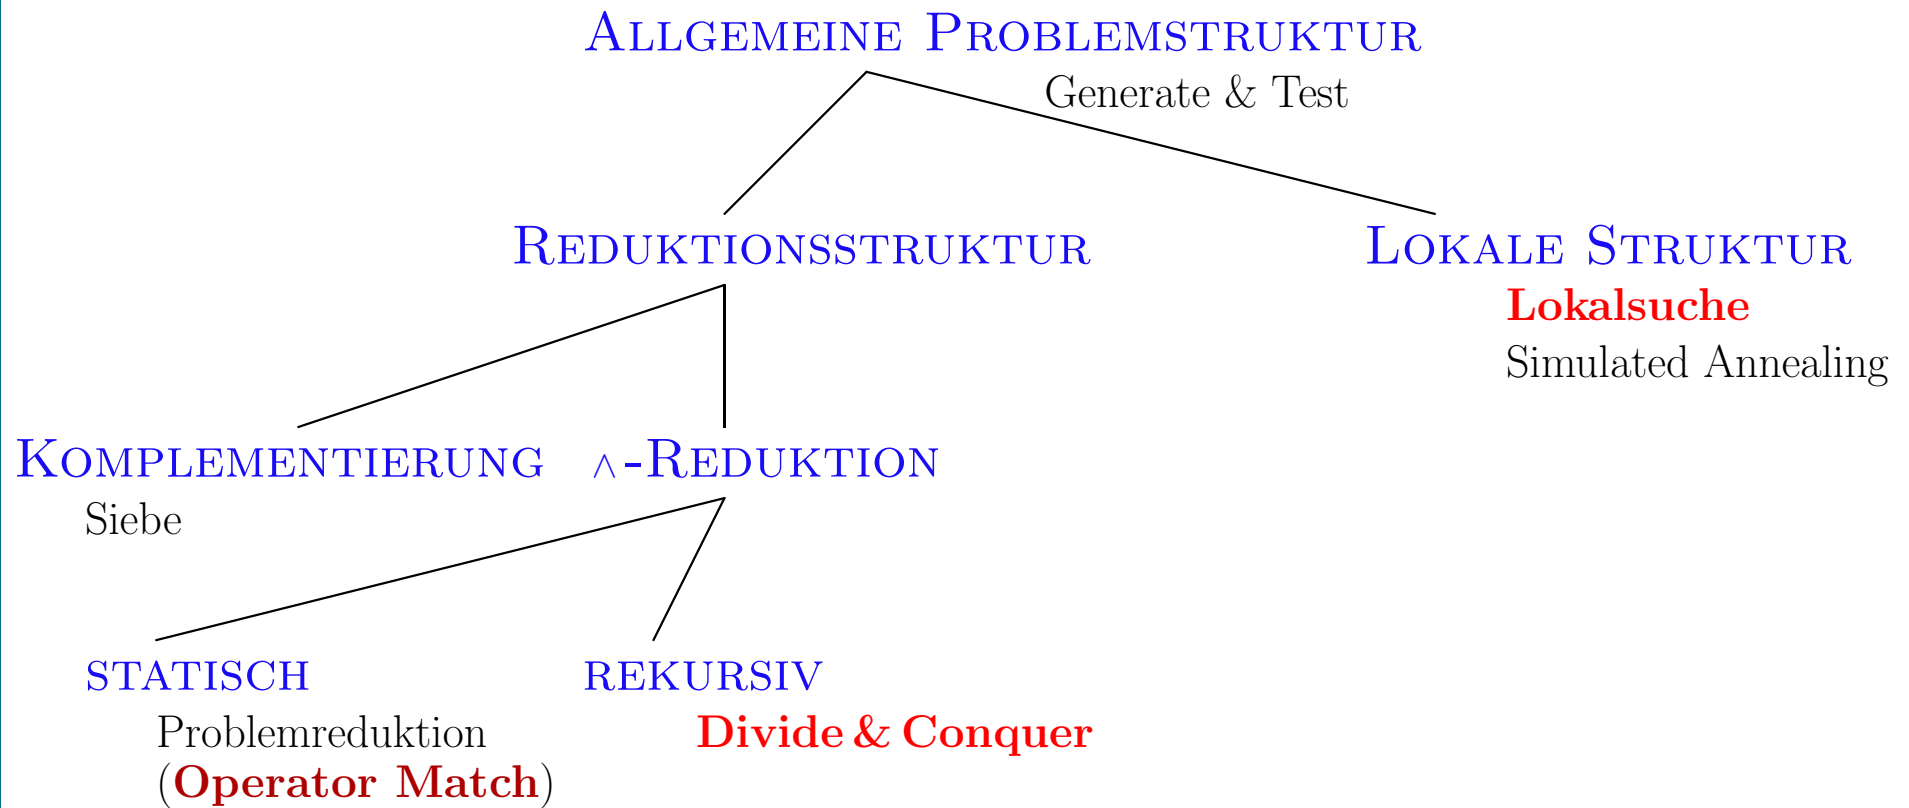 ALLGEMEINE PROBLEMSTRUKTUR
Generate & Test
REDUKTIONSSTRUKTUR
LOKALE STRUKTUR
Lokalsuche
Simulated Annealing
KOMPLEMENTIERUNG
Siebe
∧-REDUKTION
STATISCH
Problemreduktion
(Operator Match)
REKURSIV
Divide & Conquer